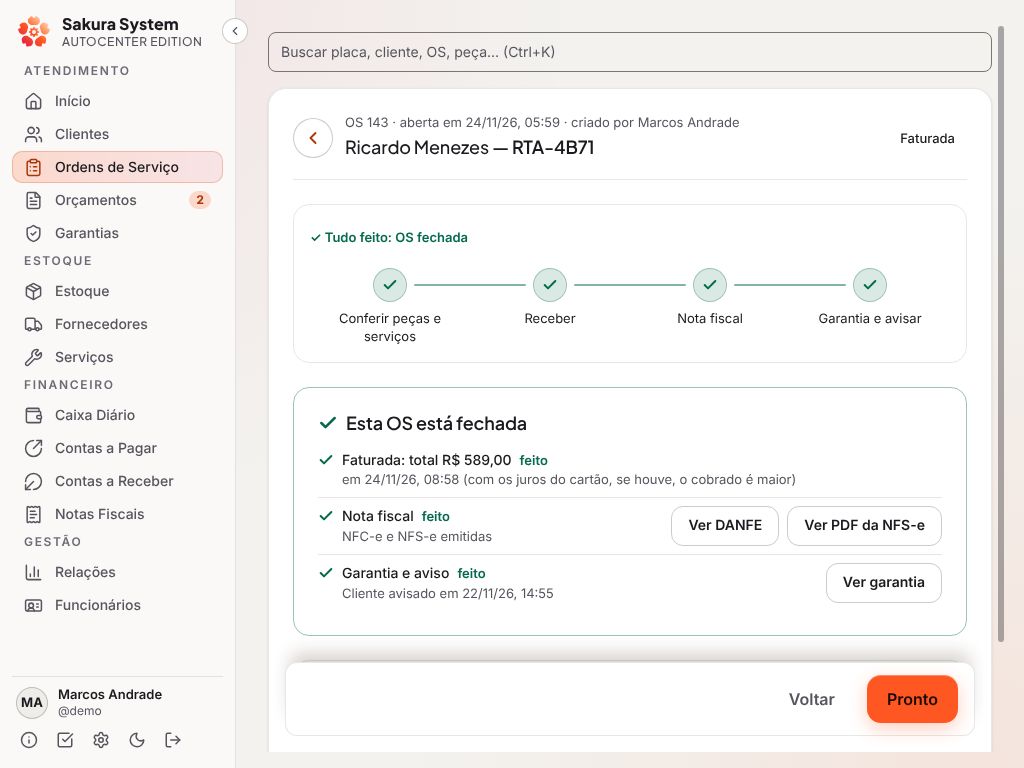 Sakura System
AUTOCENTER EDITION
ATENDIMENTO
Início
Clientes
Ordens de Serviço
Orçamentos 2
Garantias
ESTOQUE
Estoque
Fornecedores
Serviços
FINANCEIRO
Caixa Diário
Contas a Pagar
Contas a Receber
Notas Fiscais
GESTÃO
Relações
Funcionários
MA
Marcos Andrade
@demo
Buscar placa, cliente, OS, peça... (Ctrl+K)
OS 143 · aberta em 24/11/26, 05:59 · criado por Marcos Andrade
Ricardo Menezes — RTA-4B71
Faturada
Tudo feito: OS fechada
Conferir peças e
serviços
Receber
Nota fiscal
Garantia e avisar
Esta OS está fechada
Faturada: total R$ 589,00 feito
em 24/11/26, 08:58 (com os juros do cartão, se houve, o cobrado é maior)
Nota fiscal feito
NFC-e e NFS-e emitidas
Ver DANFE
Ver PDF da NFS-e
Garantia e aviso feito
Cliente avisado em 22/11/26, 14:55
Ver garantia
Voltar
Pronto